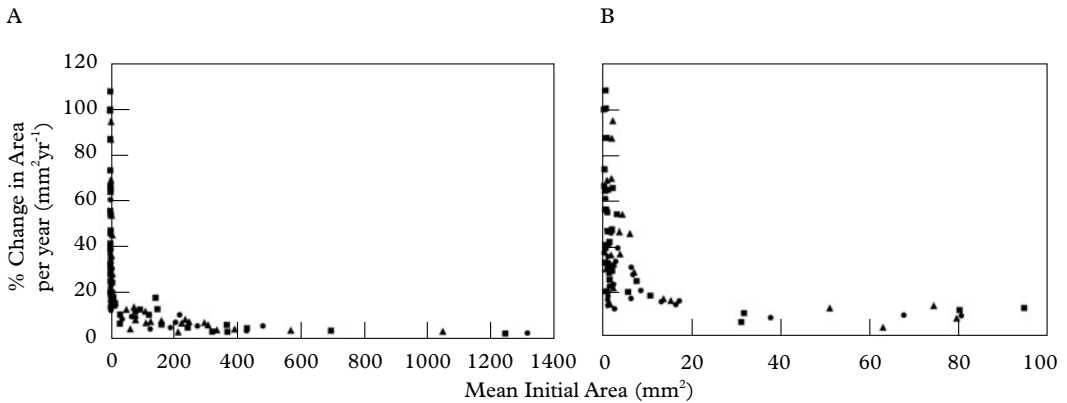 A
B
% Change in Area
per year (mm²yr⁻¹)
120
100
80
60
40
20
0
0 200 400 600 800 1000 1200 1400
0 20 40 60 80 100
Mean Initial Area (mm²)